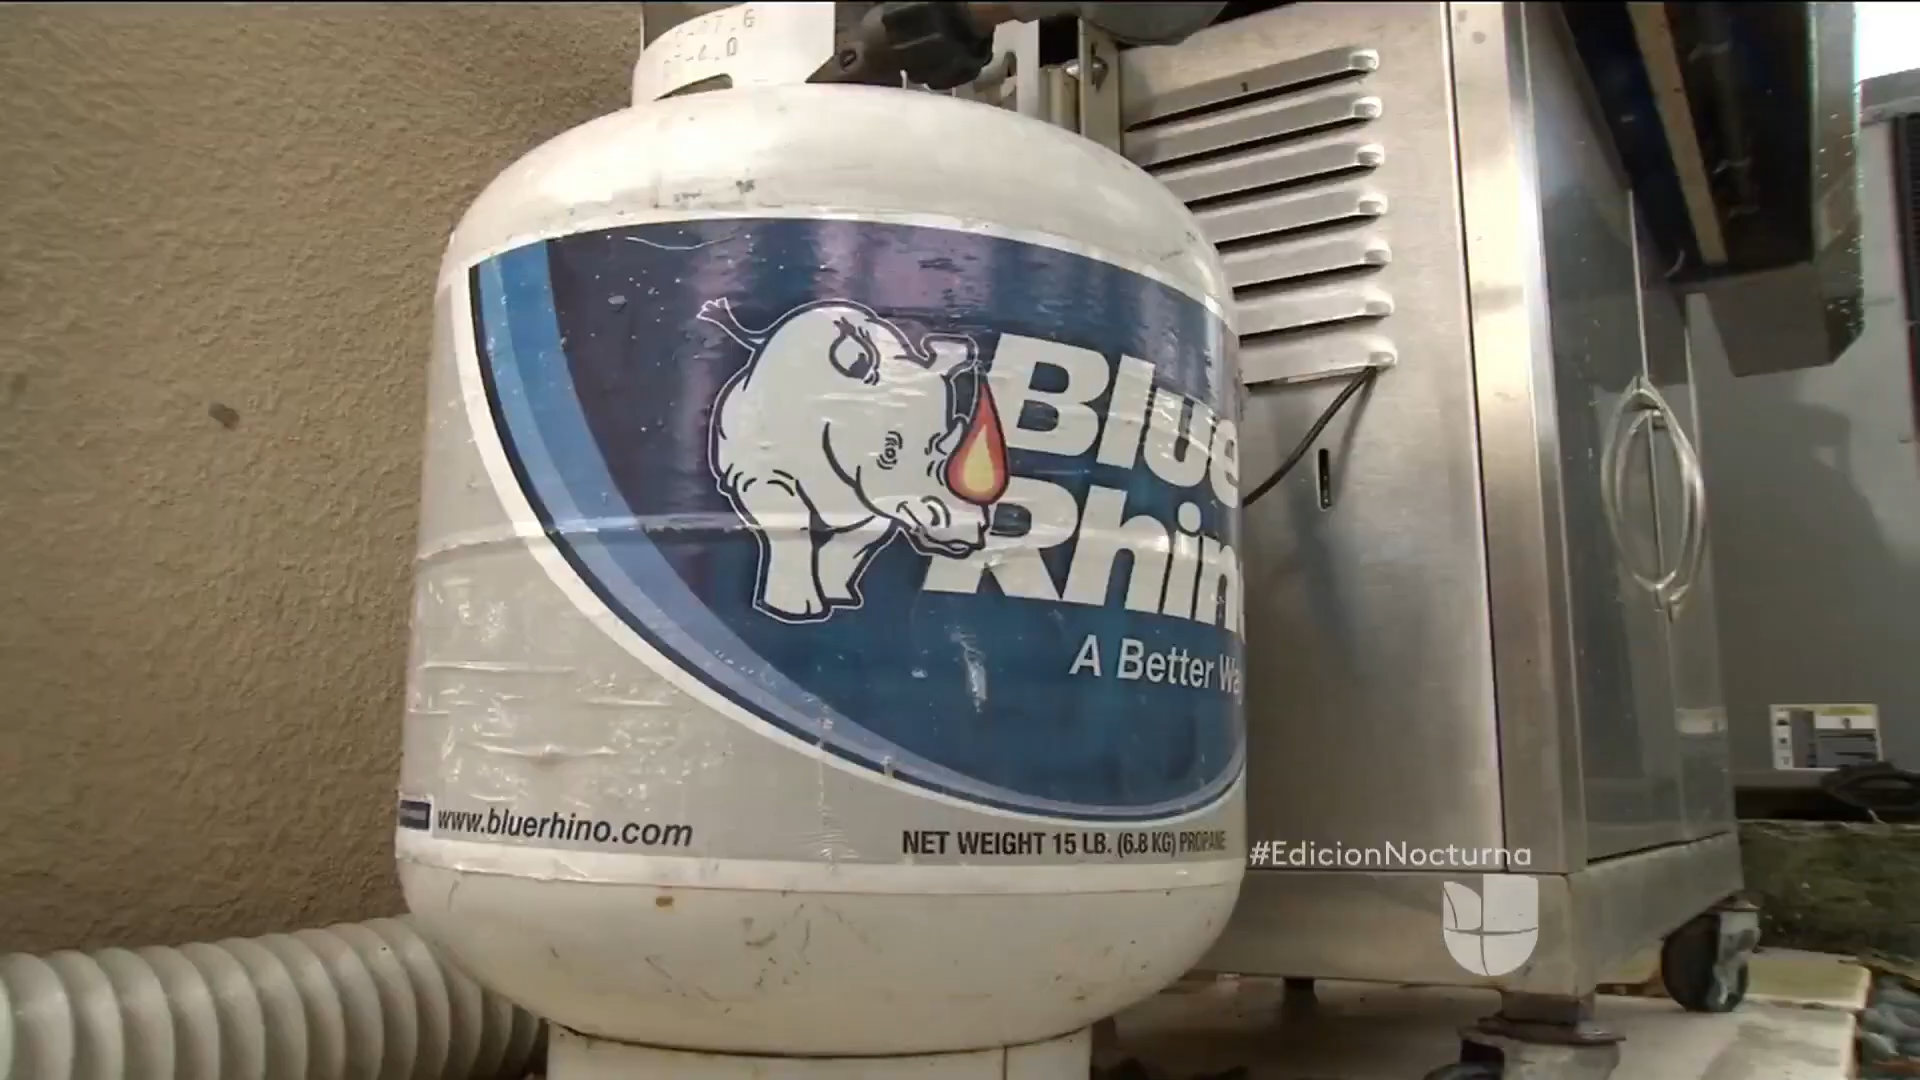 Blue
Rhin
A Better Wa
www.bluerhino.com
NET WEIGHT 15 LB. (6.8 KG) PROPANE
#EdicionNocturna